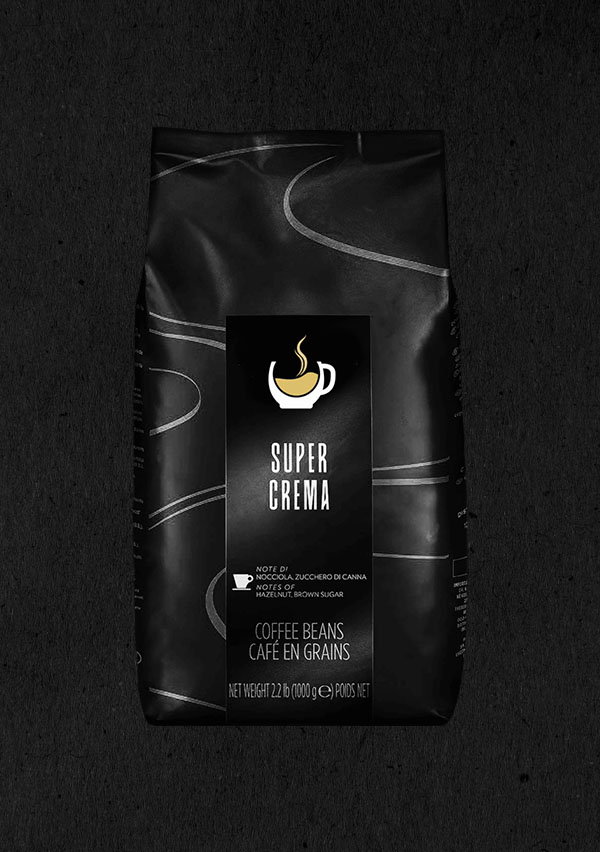 SUPER
CREMA
NOTE DI
NOCCIOLA, ZUCCHERO DI CANNA
NOTES OF
HAZELNUT, BROWN SUGAR
COFFEE BEANS
CAFÉ EN GRAINS
NET WEIGHT 2.2 lb (1000 g ℮) POIDS NET